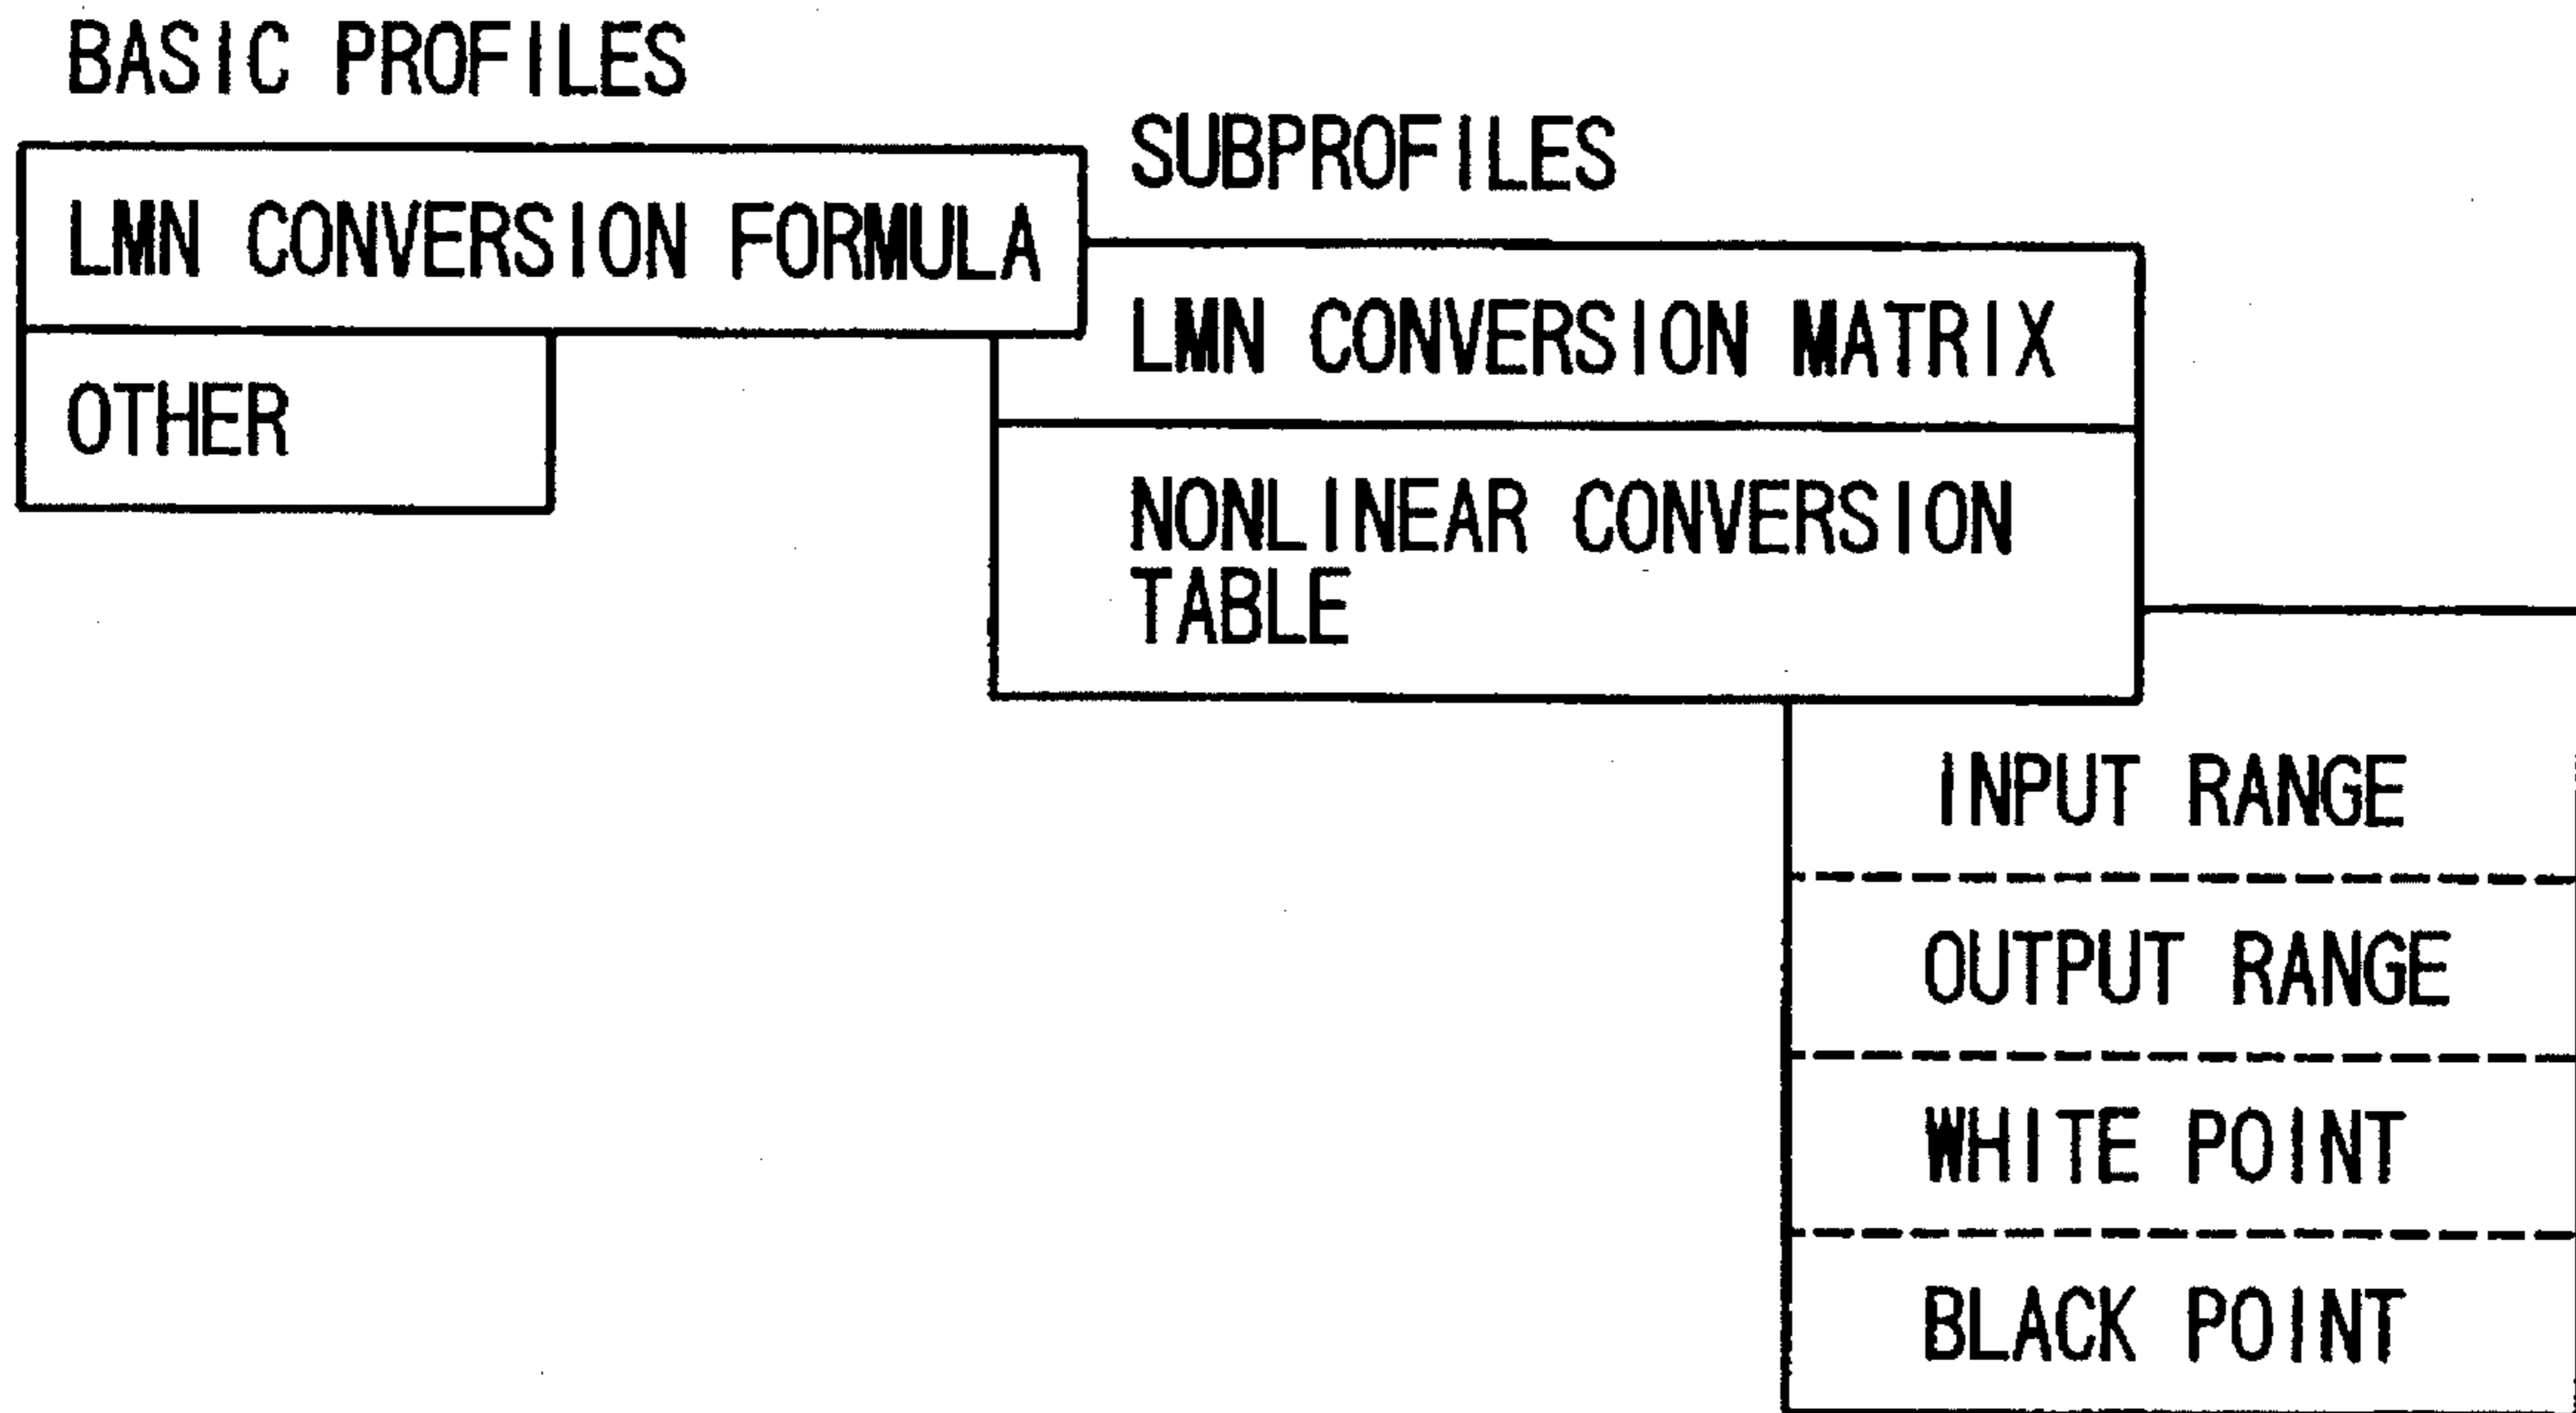 BASIC PROFILES
LMN CONVERSION FORMULA
OTHER
SUBPROFILES
LMN CONVERSION MATRIX
NONLINEAR CONVERSION
TABLE
INPUT RANGE
OUTPUT RANGE
WHITE POINT
BLACK POINT